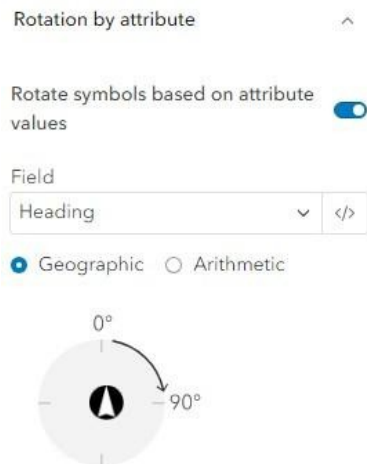 Rotation by attribute
Rotate symbols based on attribute
values
Field
Heading
</>
Geographic Arithmetic
0°
90°